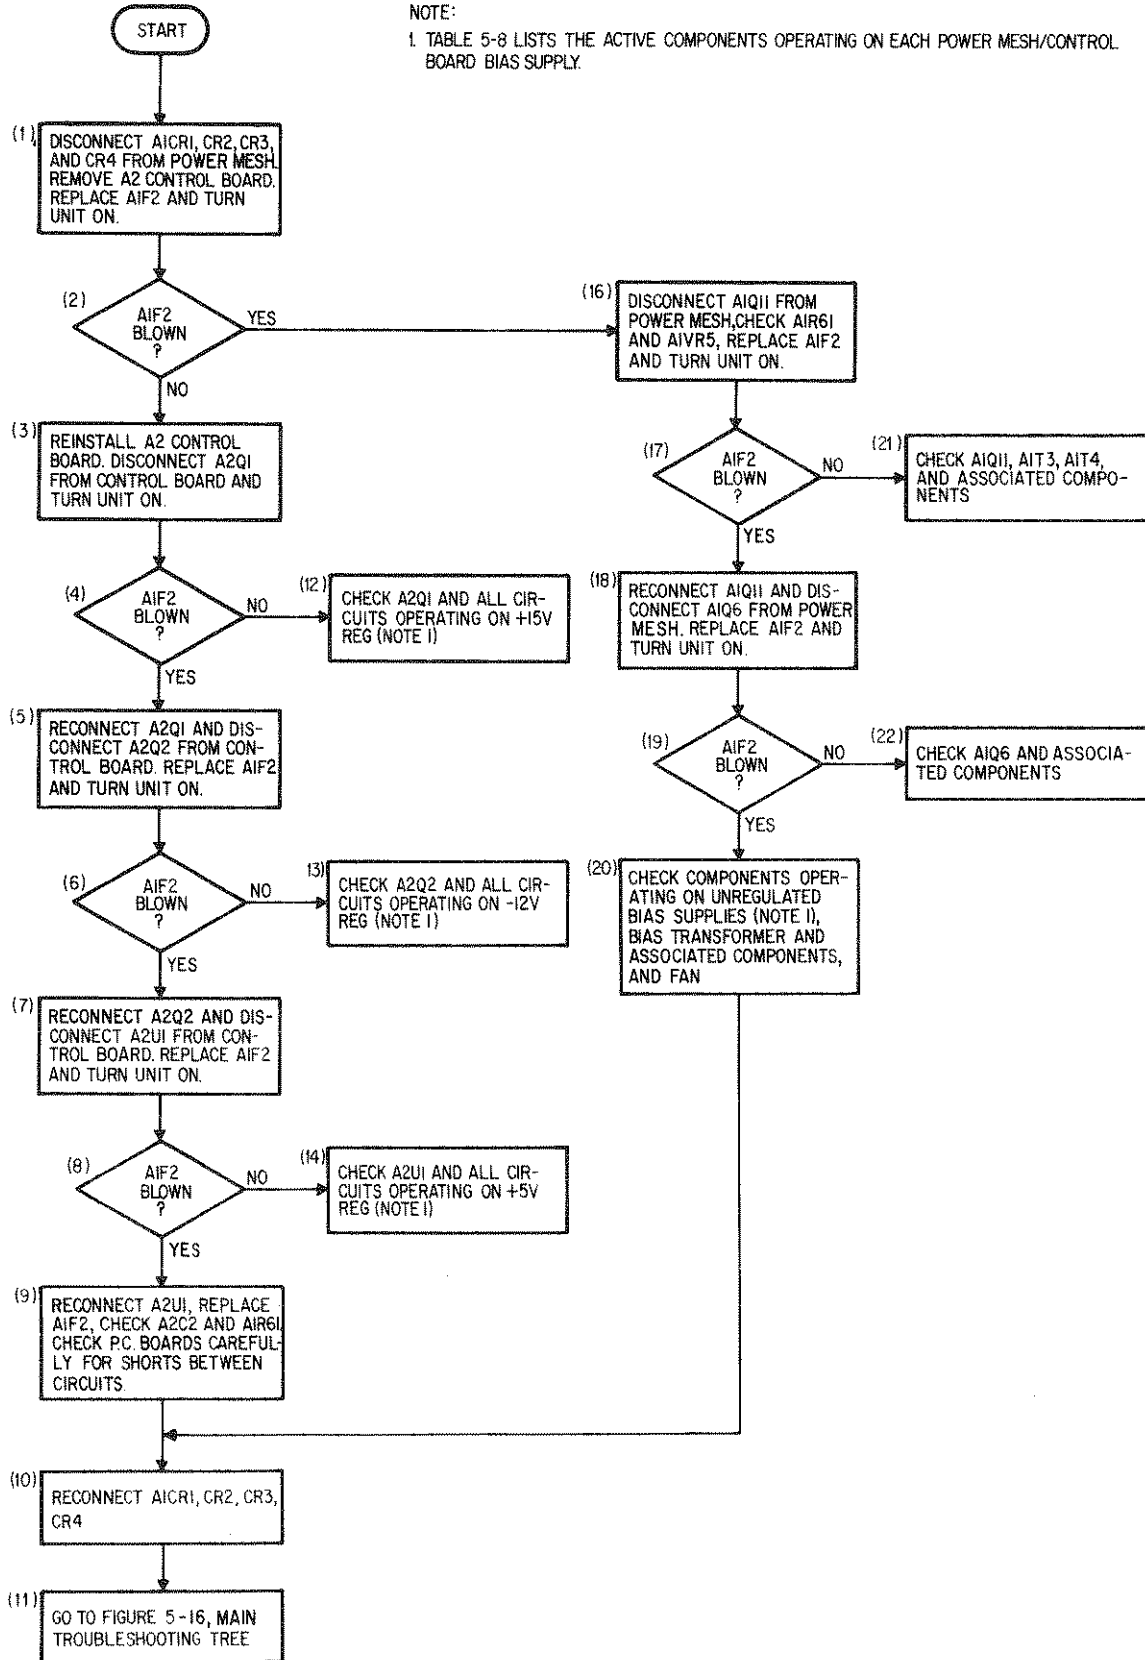 START
NOTE:
1. TABLE 5-8 LISTS THE ACTIVE COMPONENTS OPERATING ON EACH POWER MESH/CONTROL
BOARD BIAS SUPPLY.
(1)
DISCONNECT A1CR1, CR2, CR3,
AND CR4 FROM POWER MESH.
REMOVE A2 CONTROL BOARD.
REPLACE A1F2 AND TURN
UNIT ON.
(2)
A1F2
BLOWN
?
YES
NO
(3)
REINSTALL A2 CONTROL
BOARD. DISCONNECT A2Q1
FROM CONTROL BOARD AND
TURN UNIT ON.
(4)
A1F2
BLOWN
?
NO
YES
(12)
CHECK A2Q1 AND ALL CIR-
CUITS OPERATING ON +15V
REG (NOTE 1)
(5)
RECONNECT A2Q1 AND DIS-
CONNECT A2Q2 FROM CON-
TROL BOARD. REPLACE A1F2
AND TURN UNIT ON.
(6)
A1F2
BLOWN
?
NO
YES
13)
CHECK A2Q2 AND ALL CIR-
CUITS OPERATING ON -12V
REG (NOTE 1)
(7)
RECONNECT A2Q2 AND DIS-
CONNECT A2U1 FROM CON-
TROL BOARD. REPLACE A1F2
AND TURN UNIT ON.
(8)
A1F2
BLOWN
?
NO
YES
(14)
CHECK A2U1 AND ALL CIR-
CUITS OPERATING ON +5V
REG (NOTE 1)
(9)
RECONNECT A2U1, REPLACE
A1F2, CHECK A2C2 AND A1R61,
CHECK P.C. BOARDS CAREFUL-
LY FOR SHORTS BETWEEN
CIRCUITS.
(10)
RECONNECT A1CR1, CR2, CR3,
CR4
(11)
GO TO FIGURE 5-16, MAIN
TROUBLESHOOTING TREE
(16)
DISCONNECT A1Q11 FROM
POWER MESH, CHECK A1R61
AND A1VR5, REPLACE A1F2
AND TURN UNIT ON.
(17)
A1F2
BLOWN
?
NO
YES
(21)
CHECK A1Q11, A1T3, A1T4,
AND ASSOCIATED COMPO-
NENTS
(18)
RECONNECT A1Q11 AND DIS-
CONNECT A1Q6 FROM POWER
MESH. REPLACE A1F2 AND
TURN UNIT ON.
(19)
A1F2
BLOWN
?
NO
YES
(22)
CHECK A1Q6 AND ASSOCIA-
TED COMPONENTS
(20)
CHECK COMPONENTS OPER-
ATING ON UNREGULATED
BIAS SUPPLIES (NOTE 1),
BIAS TRANSFORMER AND
ASSOCIATED COMPONENTS,
AND FAN